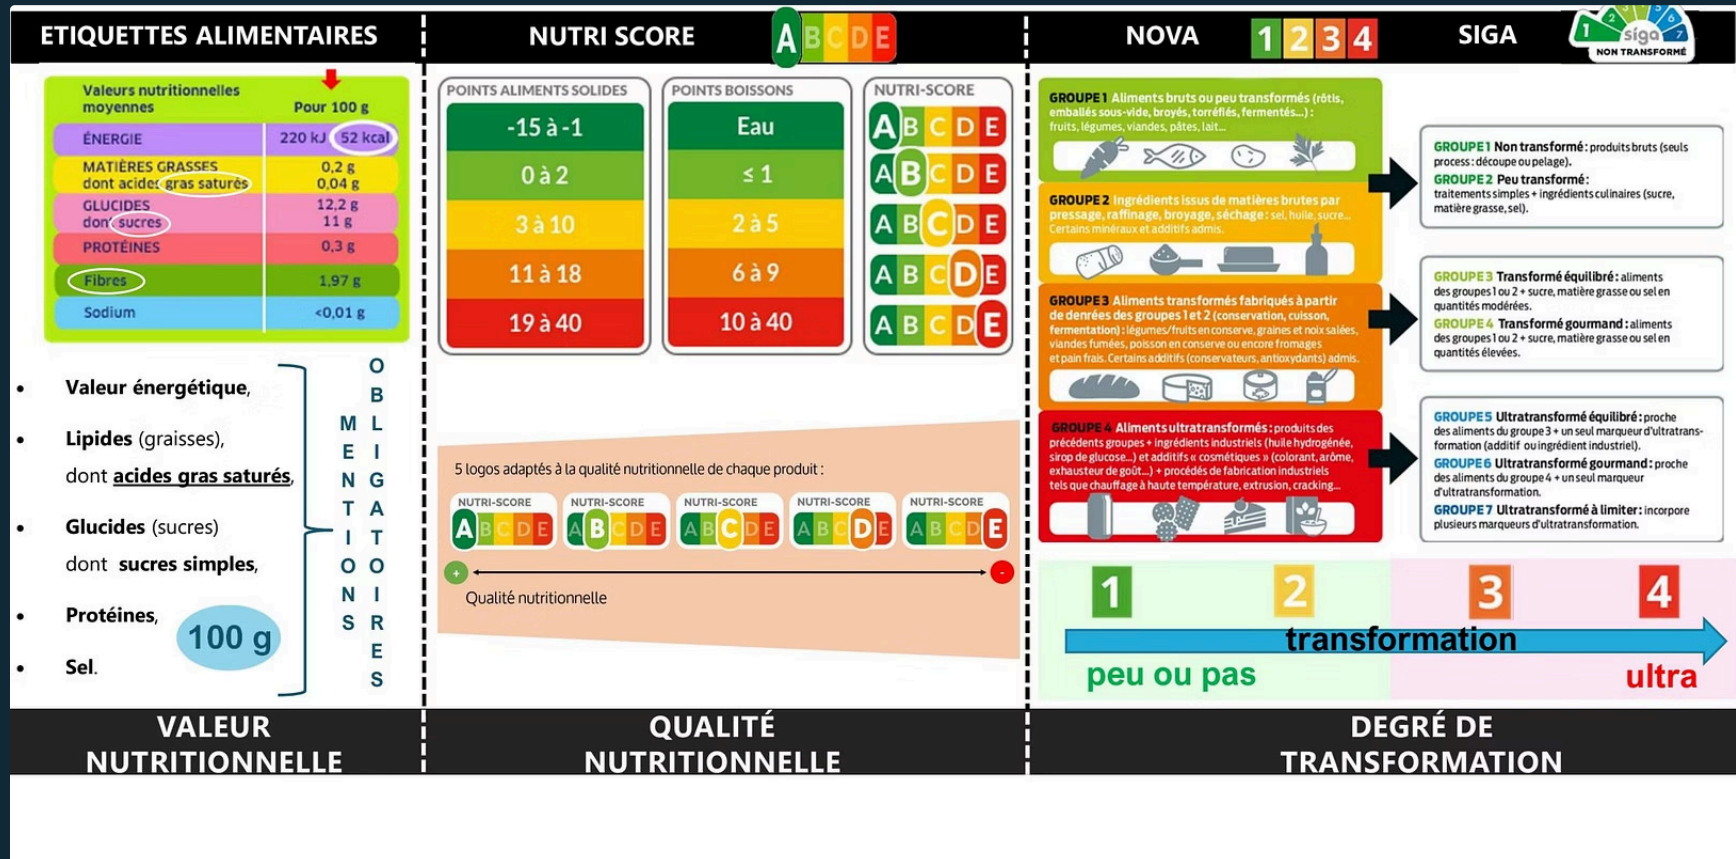 ETIQUETTES ALIMENTAIRES
Valeurs nutritionnelles
moyennes
Pour 100 g
ÉNERGIE
220 kJ 52 kcal
MATIÈRES GRASSES
0,2 g
dont acides gras saturés
0,04 g
GLUCIDES
12,2 g
dont sucres
11 g
PROTÉINES
0,3 g
Fibres
1,97 g
Sodium
<0,01 g
• Valeur énergétique,
• Lipides (graisses),
dont acides gras saturés,
• Glucides (sucres)
dont sucres simples,
• Protéines,
• Sel.
100 g
MENTIONS
OBLIGATOIRES
VALEUR
NUTRITIONNELLE
NUTRI SCORE
A B C D E
POINTS ALIMENTS SOLIDES
-15 à -1
0 à 2
3 à 10
11 à 18
19 à 40
POINTS BOISSONS
Eau
≤ 1
2 à 5
6 à 9
10 à 40
NUTRI-SCORE
A B C D E
A B C D E
A B C D E
A B C D E
A B C D E
5 logos adaptés à la qualité nutritionnelle de chaque produit :
NUTRI-SCORE
A B C D E
NUTRI-SCORE
A B C D E
NUTRI-SCORE
A B C D E
NUTRI-SCORE
A B C D E
NUTRI-SCORE
A B C D E
+
-
Qualité nutritionnelle
QUALITÉ
NUTRITIONNELLE
NOVA
1 2 3 4
SIGA
1 2 3 4 5 6 7
siga
NON TRANSFORMÉ
GROUPE 1 Aliments bruts ou peu transformés (rôtis,
emballés sous-vide, broyés, torréfiés, fermentés...) :
fruits, légumes, viandes, pâtes, lait...
GROUPE 2 Ingrédients issus de matières brutes par
pressage, raffinage, broyage, séchage : sel, huile, sucre...
Certains minéraux et additifs admis.
GROUPE 3 Aliments transformés fabriqués à partir
de denrées des groupes 1 et 2 (conservation, cuisson,
fermentation) : légumes/fruits en conserve, graines et noix salées,
viandes fumées, poisson en conserve ou encore fromages
et pain frais. Certains additifs (conservateurs, antioxydants) admis.
GROUPE 4 Aliments ultratransformés : produits des
précédents groupes + ingrédients industriels (huile hydrogénée,
sirop de glucose...) et additifs « cosmétiques » (colorant, arôme,
exhausteur de goût...) + procédés de fabrication industriels
tels que chauffage à haute température, extrusion, cracking...
GROUPE 1 Non transformé : produits bruts (seuls
process : découpe ou pelage).
GROUPE 2 Peu transformé :
traitements simples + ingrédients culinaires (sucre,
matière grasse, sel).
GROUPE 3 Transformé équilibré : aliments
des groupes 1 ou 2 + sucre, matière grasse ou sel en
quantités modérées.
GROUPE 4 Transformé gourmand : aliments
des groupes 1 ou 2 + sucre, matière grasse ou sel en
quantités élevées.
GROUPE 5 Ultratransformé équilibré : proche
des aliments du groupe 3 + un seul marqueur d'ultratrans-
formation (additif ou ingrédient industriel).
GROUPE 6 Ultratransformé gourmand : proche
des aliments du groupe 4 + un seul marqueur
d'ultratransformation.
GROUPE 7 Ultratransformé à limiter : incorpore
plusieurs marqueurs d'ultratransformation.
1 2 3 4
transformation
peu ou pas
ultra
DEGRÉ DE
TRANSFORMATION